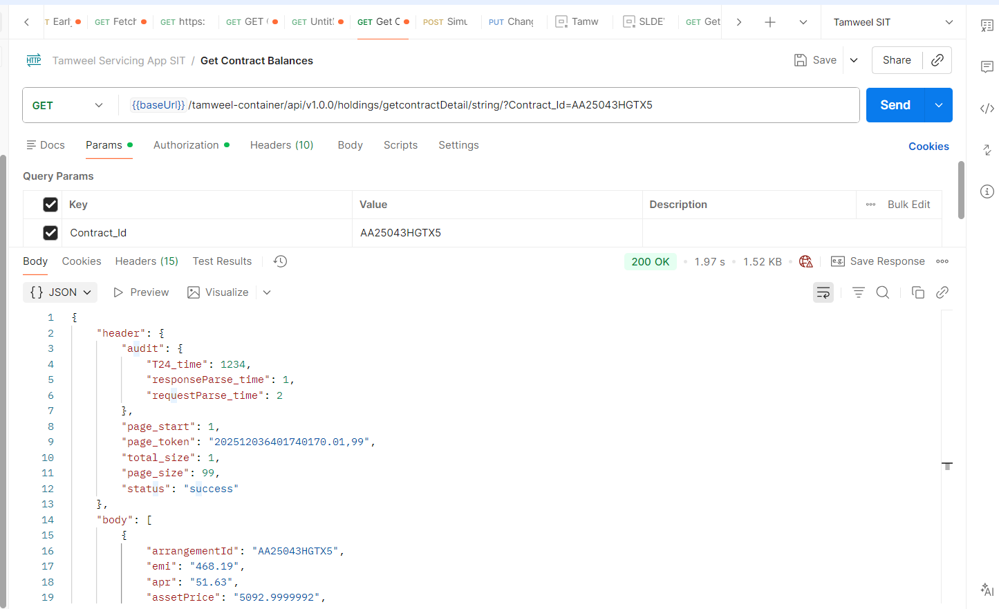 T Early
GET Fetch
GET https:
GET GET (
GET Untitl
GET Get C
POST Simu
PUT Chang
Tamw
SLDE'
GET Get
Tamweel SIT
HTTP Tamweel Servicing App SIT / Get Contract Balances
Save
Share
GET
{{baseUrl}}/tamweel-container/api/v1.0.0/holdings/getcontractDetail/string/?Contract_Id=AA25043HGTX5
Send
Docs
Params
Authorization
Headers (10)
Body
Scripts
Settings
Cookies
Query Params
Key
Value
Description
Bulk Edit
Contract_Id
AA25043HGTX5
Body
Cookies
Headers (15)
Test Results
200 OK
1.97 s
1.52 KB
e.g. Save Response
{} JSON
Preview
Visualize
1 {
2 "header": {
3 "audit": {
4 "T24_time": 1234,
5 "responseParse_time": 1,
6 "requestParse_time": 2
7 },
8 "page_start": 1,
9 "page_token": "202512036401740170.01,99",
10 "total_size": 1,
11 "page_size": 99,
12 "status": "success"
13 },
14 "body": [
15 {
16 "arrangementId": "AA25043HGTX5",
17 "emi": "468.19",
18 "apr": "51.63",
19 "assetPrice": "5092.9999992",
AI